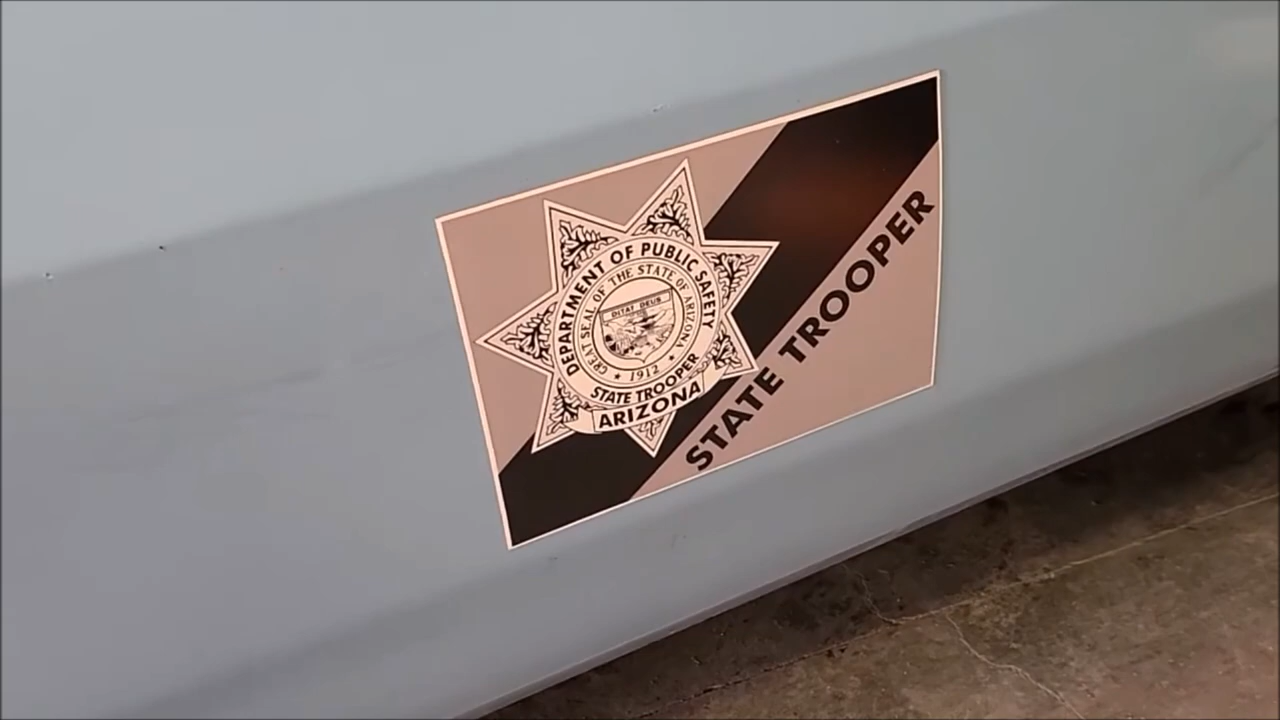 DEPARTMENT OF PUBLIC SAFETY
GREAT SEAL OF THE STATE OF ARIZONA
DITAT DEUS
★ 1912 ★
STATE TROOPER
ARIZONA
STATE TROOPER